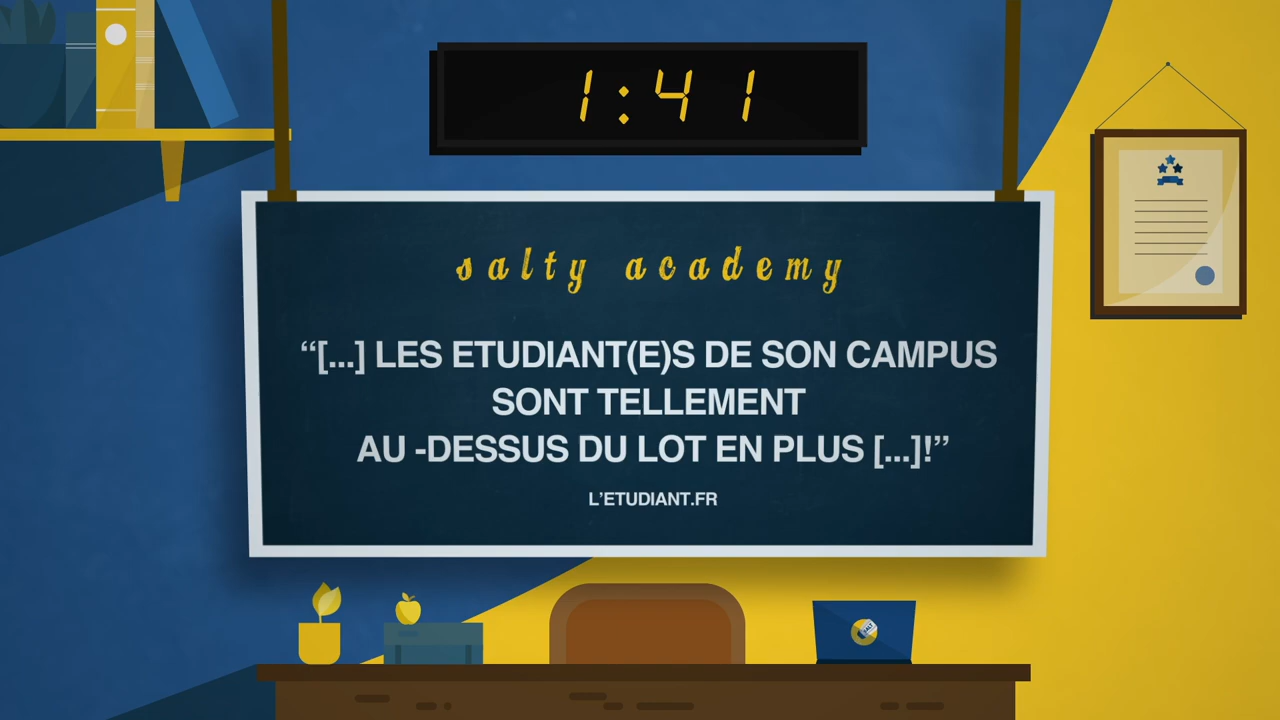 1:41
salty academy
“[...] LES ETUDIANT(E)S DE SON CAMPUS
SONT TELLEMENT
AU -DESSUS DU LOT EN PLUS [...]!”
L’ETUDIANT.FR